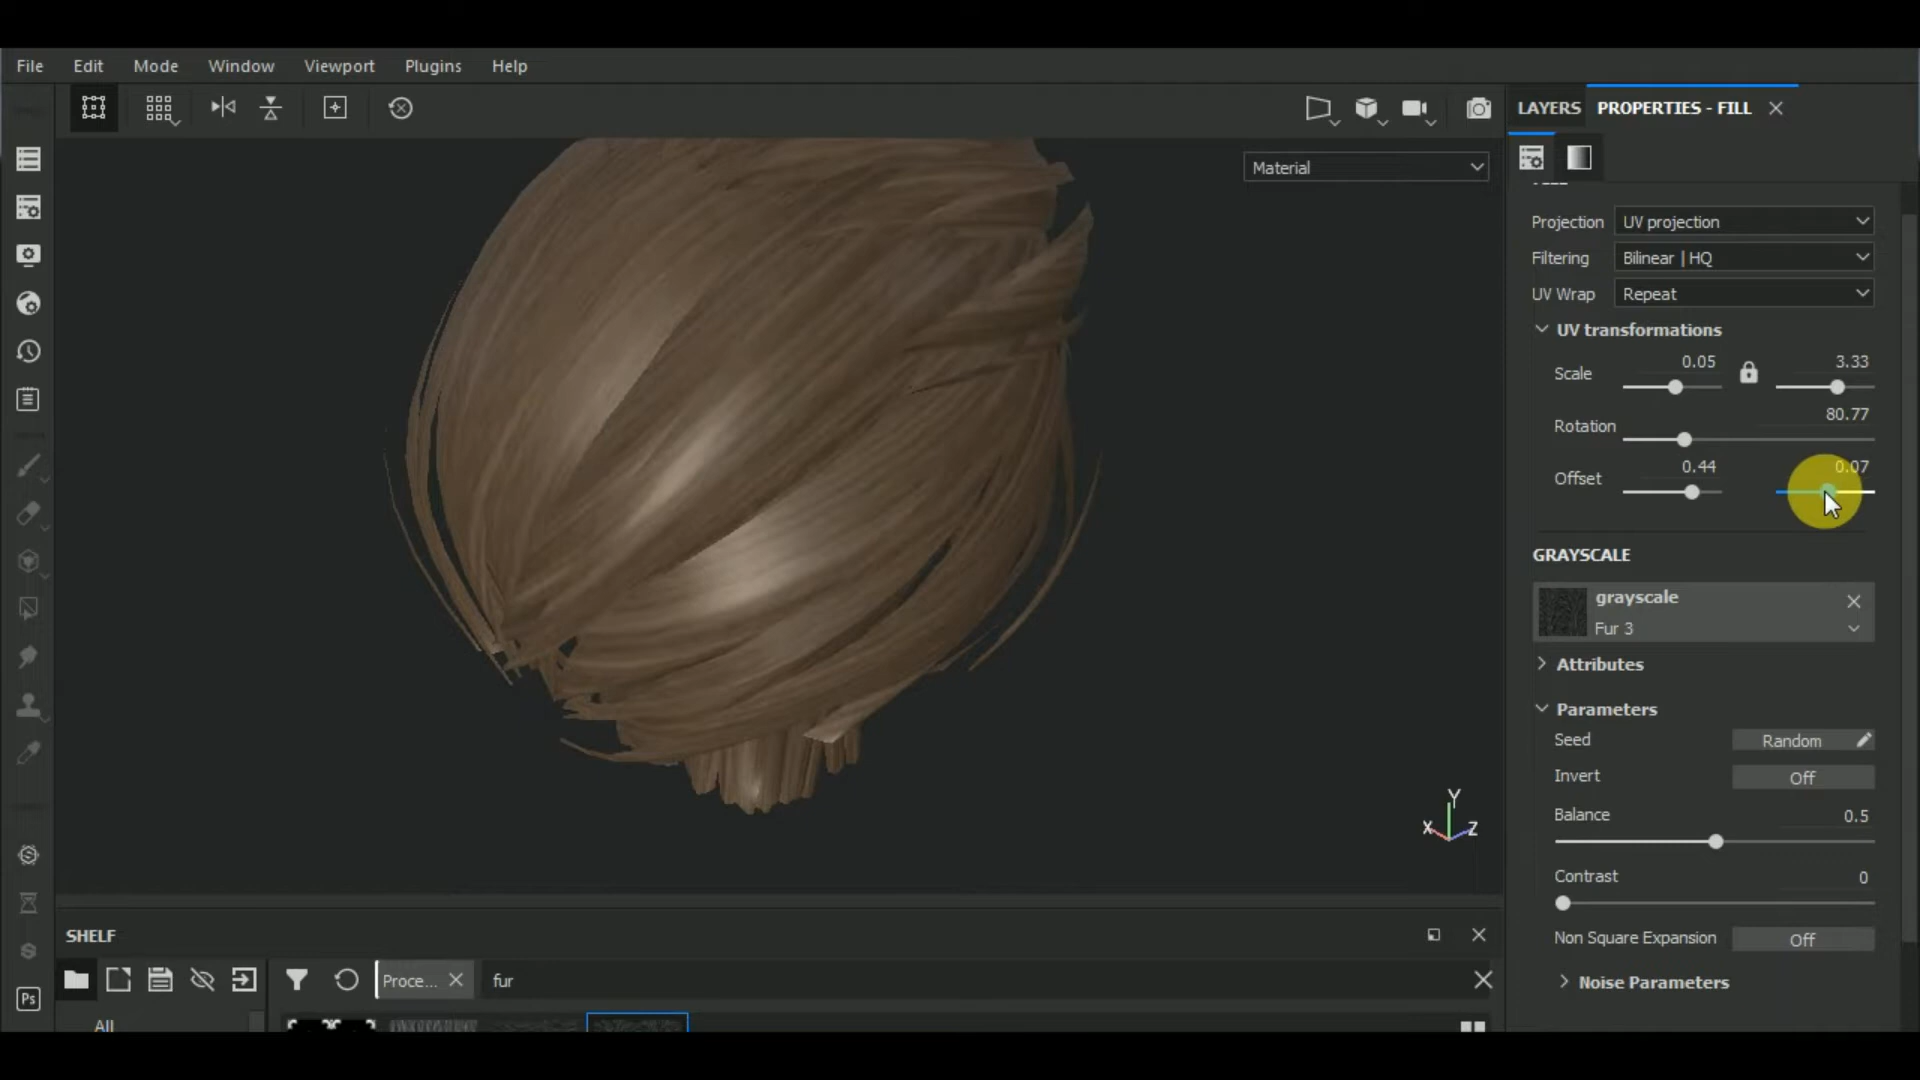 File Edit Mode Window Viewport Plugins Help
LAYERS PROPERTIES - FILL
Material
Projection UV projection
Filtering Bilinear | HQ
UV Wrap Repeat
UV transformations
Scale 0.05 3.33
Rotation 80.77
Offset 0.44 0.07
GRAYSCALE
grayscale
Fur 3
Attributes
Parameters
Seed Random
Invert Off
Balance 0.5
Contrast 0
Non Square Expansion Off
Noise Parameters
Y
X Z
SHELF
Proce... fur
Ps
All